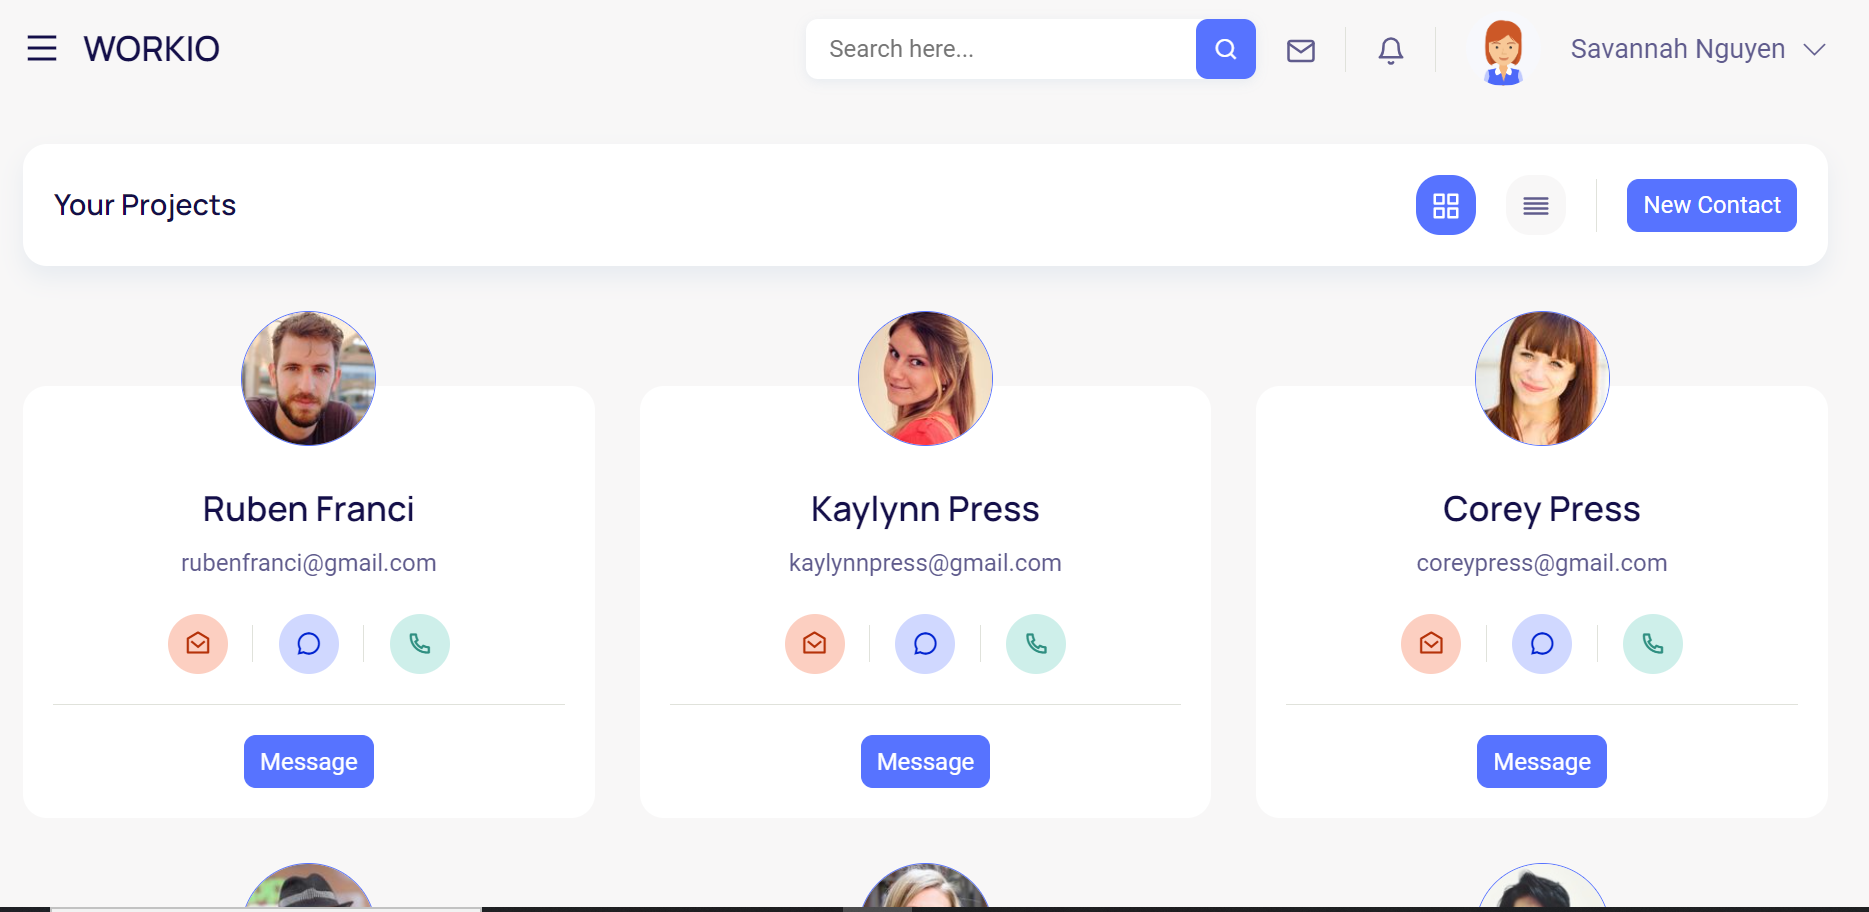 WORKIO
Search here...
Savannah Nguyen
Your Projects
New Contact
Ruben Franci
rubenfranci@gmail.com
Message
Kaylynn Press
kaylynnpress@gmail.com
Message
Corey Press
coreypress@gmail.com
Message